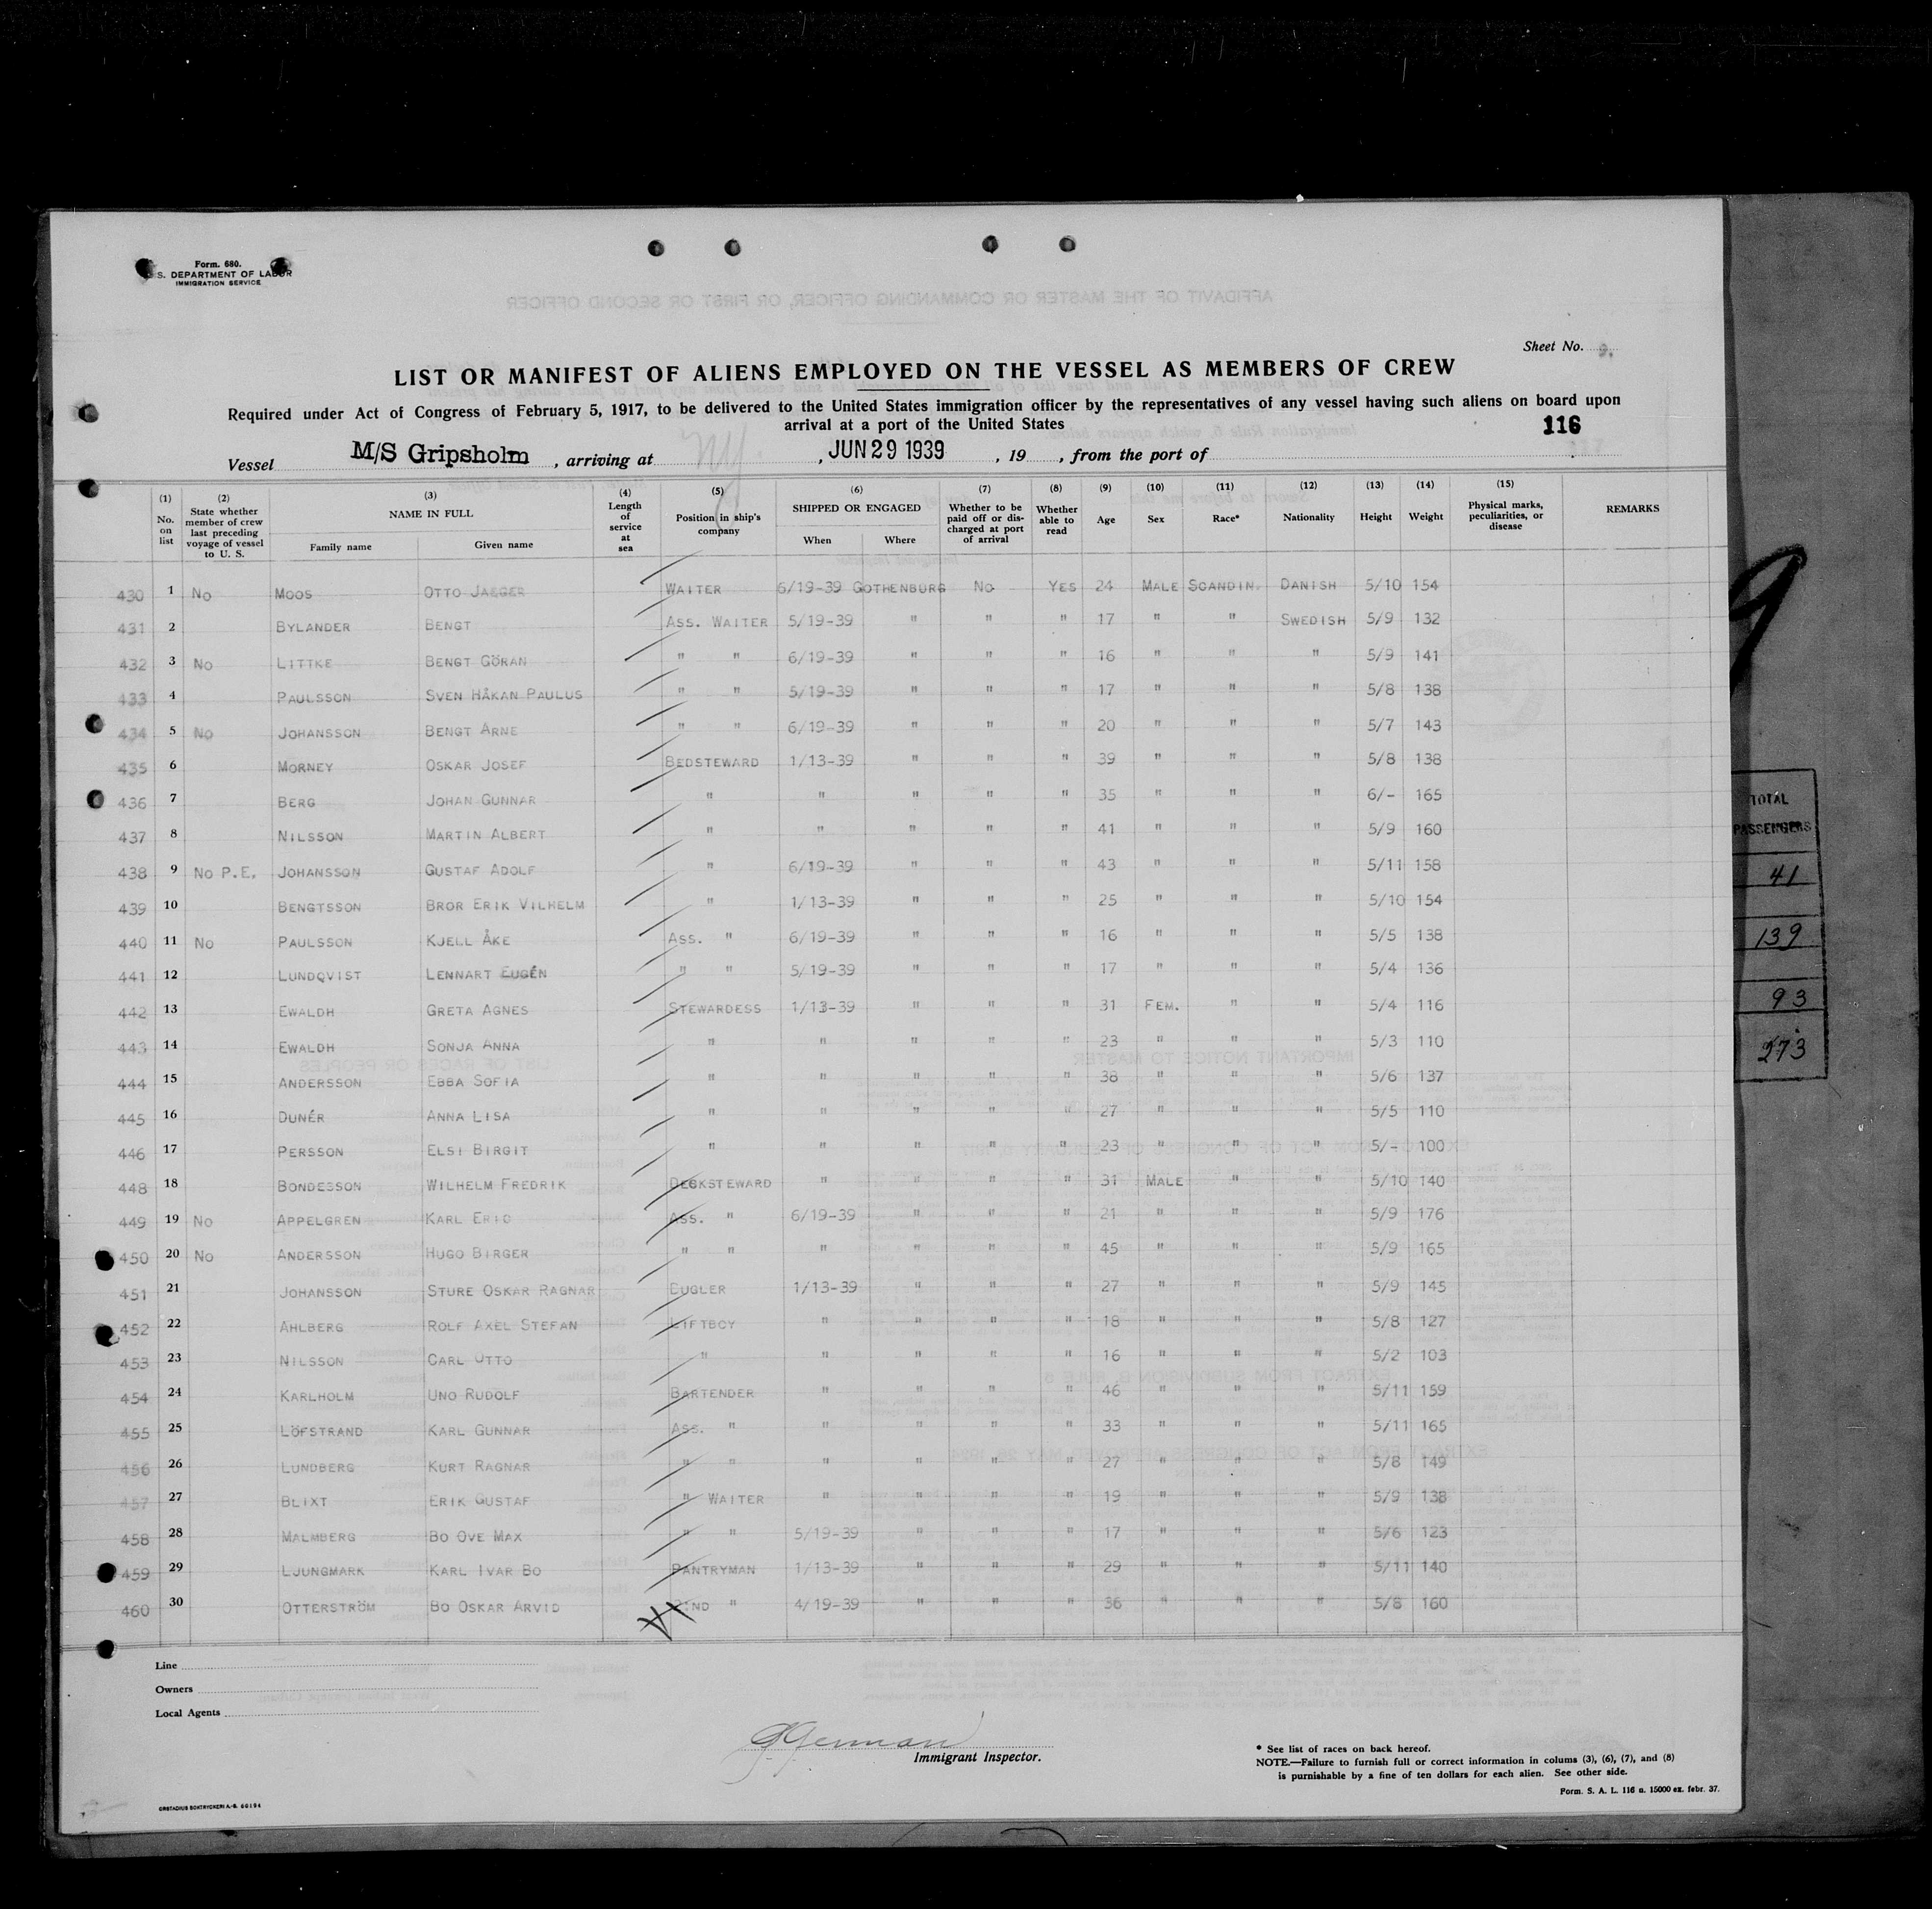 Form. 680.
S. DEPARTMENT OF LABOR
IMMIGRATION SERVICE
Sheet No. 9.
LIST OR MANIFEST OF ALIENS EMPLOYED ON THE VESSEL AS MEMBERS OF CREW
Required under Act of Congress of February 5, 1917, to be delivered to the United States immigration officer by the representatives of any vessel having such aliens on board upon
arrival at a port of the United States
116
Vessel M/S Gripsholm , arriving at NY. , JUN 29 1939 , 19 , from the port of
(1) No. on list (2) State whether member of crew last preceding voyage of vessel to U. S. (3) NAME IN FULL Family name Given name (4) Length of service at sea (5) Position in ship's company (6) SHIPPED OR ENGAGED When Where (7) Whether to be paid off or discharged at port of arrival (8) Whether able to read (9) Age (10) Sex (11) Race* (12) Nationality (13) Height (14) Weight (15) Physical marks, peculiarities, or disease REMARKS
430 1 No MOOS OTTO JAEGER WAITER 6/19-39 GOTHENBURG NO YES 24 MALE SCANDIN. DANISH 5/10 154
431 2 BYLANDER BENGT ASS. WAITER 5/19-39 " " " 17 " " SWEDISH 5/9 132
432 3 No LITTKE BENGT GÖRAN " " 6/19-39 " " " 16 " " " 5/9 141
433 4 PAULSSON SVEN HÅKAN PAULUS " " 5/19-39 " " " 17 " " " 5/8 138
434 5 No JOHANSSON BENGT ARNE " " 6/19-39 " " " 20 " " " 5/7 143
435 6 MORNEY OSKAR JOSEF BEDSTEWARD 1/13-39 " " " 39 " " " 5/8 138
436 7 BERG JOHAN GUNNAR " " " " " 35 " " " 6/- 165
437 8 NILSSON MARTIN ALBERT " " " " " 41 " " " 5/9 160
438 9 No P.E. JOHANSSON GUSTAF ADOLF " 6/19-39 " " " 43 " " " 5/11 158
439 10 BENGTSSON BROR ERIK VILHELM " 1/13-39 " " " 25 " " " 5/10 154
440 11 No PAULSSON KJELL ÅKE ASS. " 6/19-39 " " " 16 " " " 5/5 138
441 12 LUNDQVIST LENNART EUGÉN " " 5/19-39 " " " 17 " " " 5/4 136
442 13 EWALDH GRETA AGNES STEWARDESS 1/13-39 " " " 31 FEM. " " 5/4 116
443 14 EWALDH SONJA ANNA " " " " " 23 " " " 5/3 110
444 15 ANDERSSON EBBA SOFIA " " " " " 38 " " " 5/6 137
445 16 DUNÉR ANNA LISA " " " " " 27 " " " 5/5 110
446 17 PERSSON ELSI BIRGIT " " " " " 23 " " " 5/- 100
448 18 BONDESSON WILHELM FREDRIK DECKSTEWARD " " " " 31 MALE " " 5/10 140
449 19 No APPELGREN KARL ERIC ASS. " 6/19-39 " " " 21 " " " 5/9 176
450 20 No ANDERSSON HUGO BIRGER " " " " " " 45 " " " 5/9 165
451 21 JOHANSSON STURE OSKAR RAGNAR EUGLER 1/13-39 " " " 27 " " " 5/9 145
452 22 AHLBERG ROLF AXEL STEFAN LIFTBOY " " " " 18 " " " 5/8 127
453 23 NILSSON CARL OTTO " " " " " 16 " " " 5/2 103
454 24 KARLHOLM UNO RUDOLF BARTENDER " " " " 46 " " " 5/11 159
455 25 LÖFSTRAND KARL GUNNAR ASS. " " " " " 33 " " " 5/11 165
456 26 LUNDBERG KURT RAGNAR " " " " " " 27 " " " 5/8 149
457 27 BLIXT ERIK GUSTAF " WAITER " " " " 19 " " " 5/9 138
458 28 MALMBERG BO OVE MAX " " 5/19-39 " " " 17 " " " 5/6 123
459 29 LJUNGMARK KARL IVAR BO PANTRYMAN 1/13-39 " " " 29 " " " 5/11 140
460 30 OTTERSTRÖM BO OSKAR ARVID 2:ND " 4/19-39 " " " 36 " " " 5/8 160
Line
Owners
Local Agents
Immigrant Inspector.
* See list of races on back hereof.
NOTE.—Failure to furnish full or correct information in colums (3), (6), (7), and (8)
is punishable by a fine of ten dollars for each alien. See other side.
Form. S. A. L. 116 a. 15000 ex. febr. 37.
TOTAL
PASSENGERS
41
139
93
273